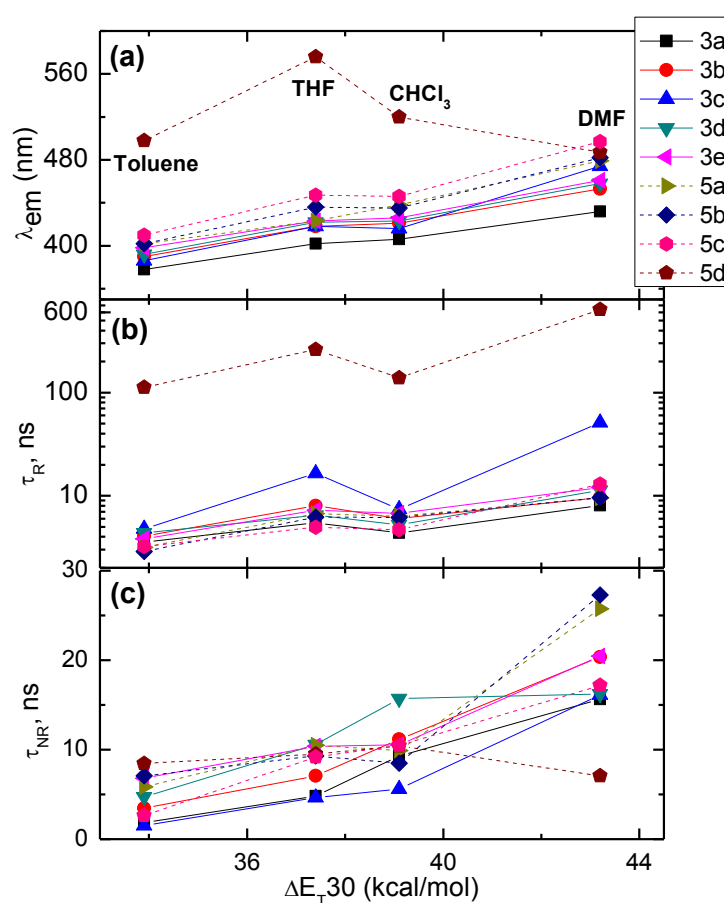 (a)
560
480
400
λem (nm)
Toluene
THF
CHCl₃
DMF
3a
3b
3c
3d
3e
5a
5b
5c
5d
(b)
600
100
10
τR, ns
(c)
30
20
10
0
τNR, ns
36
40
44
ΔET30 (kcal/mol)